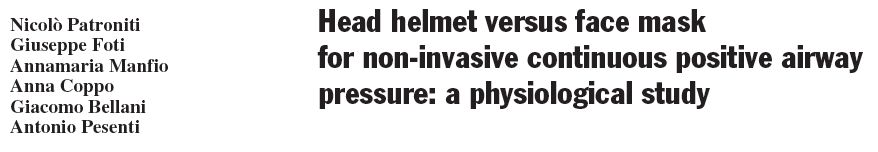 Nicolò Patroniti
Giuseppe Foti
Annamaria Manfio
Anna Coppo
Giacomo Bellani
Antonio Pesenti
Head helmet versus face mask
for non-invasive continuous positive airway
pressure: a physiological study